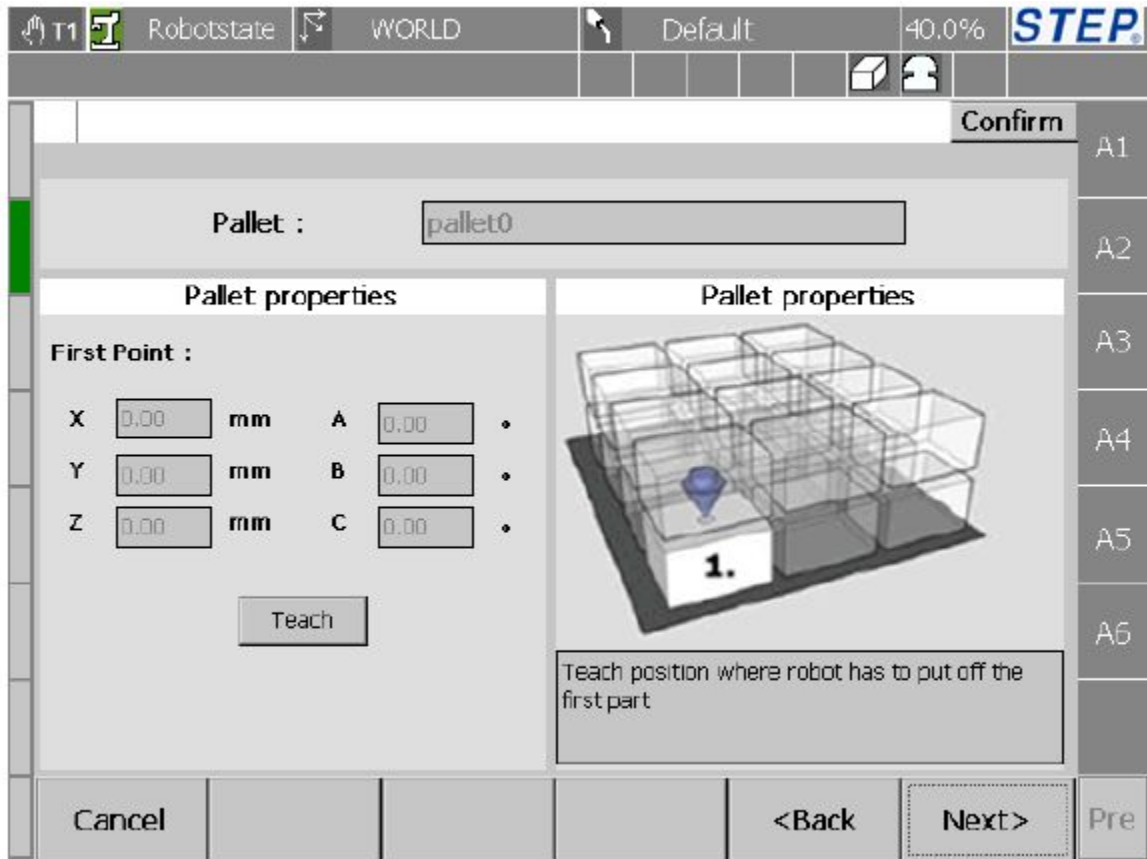 T1 Robotstate WORLD Default 40.0% STEP®
Confirm
A1
Pallet : pallet0
A2
Pallet properties Pallet properties
First Point :
A3
X 0.00 mm A 0.00 °
A4
Y 0.00 mm B 0.00 °
Z 0.00 mm C 0.00 °
A5
1.
Teach
A6
Teach position where robot has to put off the
first part
Cancel <Back Next> Pre